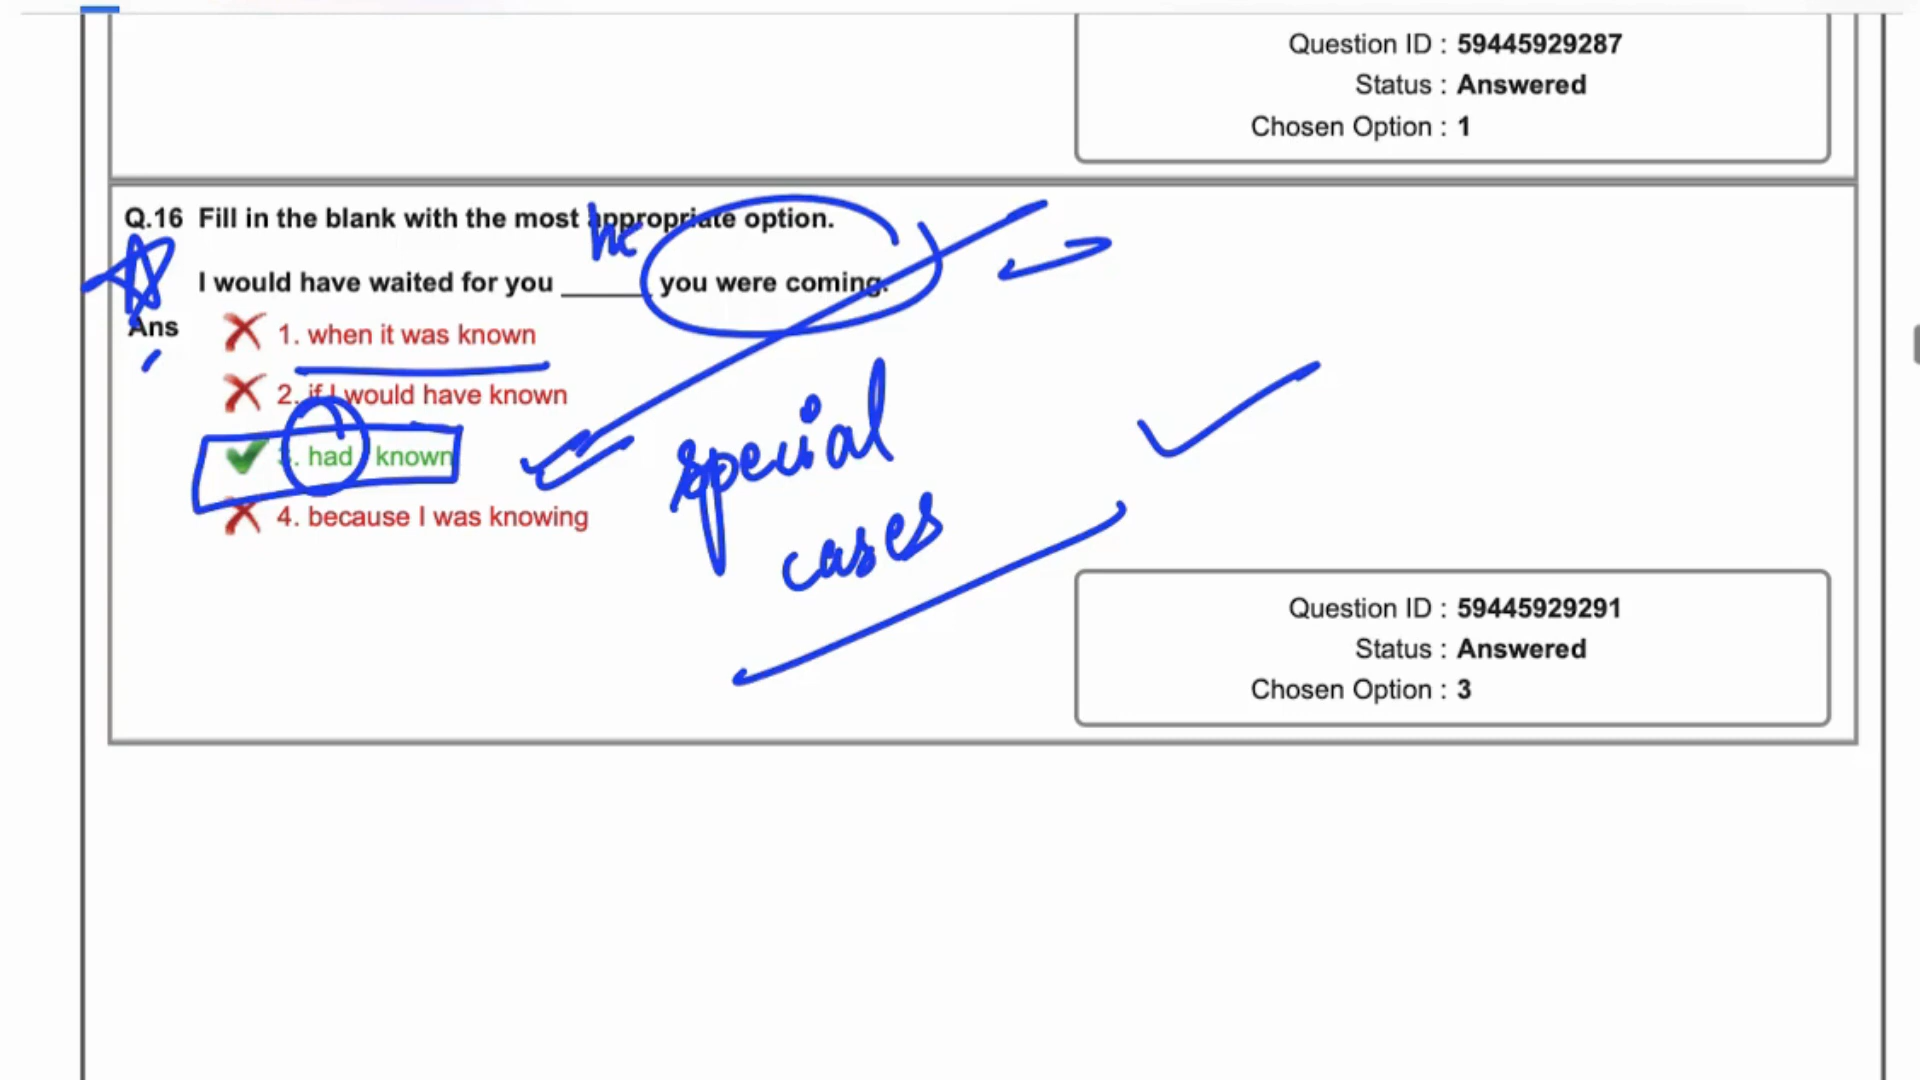 Question ID : 59445929287
Status : Answered
Chosen Option : 1
Q.16 Fill in the blank with the most appropriate option.
I would have waited for you ______ you were coming.
Ans
1. when it was known
2. if I would have known
3. had known
4. because I was knowing
special
cases
Question ID : 59445929291
Status : Answered
Chosen Option : 3